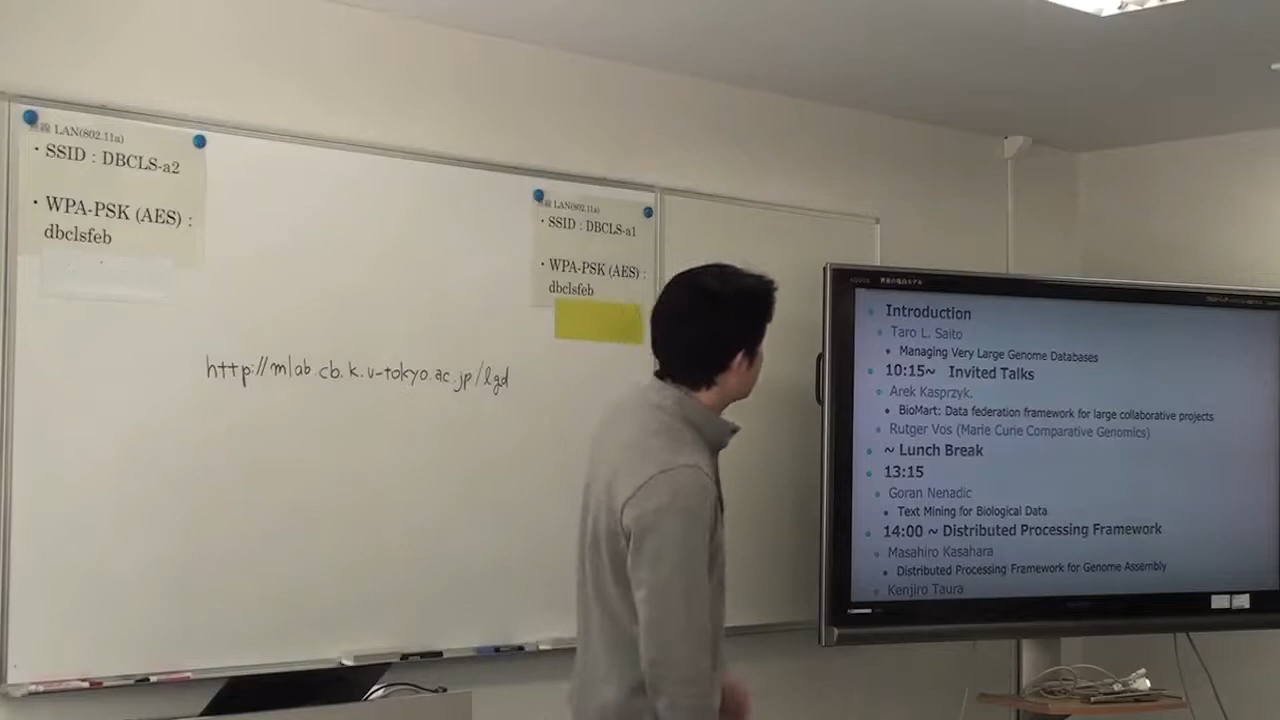 無線 LAN(802.11a)
・SSID : DBCLS-a2
・WPA-PSK (AES) :
dbclsfeb
無線 LAN(802.11a)
・SSID : DBCLS-a1
・WPA-PSK (AES) :
dbclsfeb
http://mlab.cb.k.u-tokyo.ac.jp/lgd
Introduction
Taro L. Saito
Managing Very Large Genome Databases
10:15~ Invited Talks
Arek Kasprzyk.
BioMart: Data federation framework for large collaborative projects
Rutger Vos (Marie Curie Comparative Genomics)
~ Lunch Break
13:15
Goran Nenadic
Text Mining for Biological Data
14:00 ~ Distributed Processing Framework
Masahiro Kasahara
Distributed Processing Framework for Genome Assembly
Kenjiro Taura